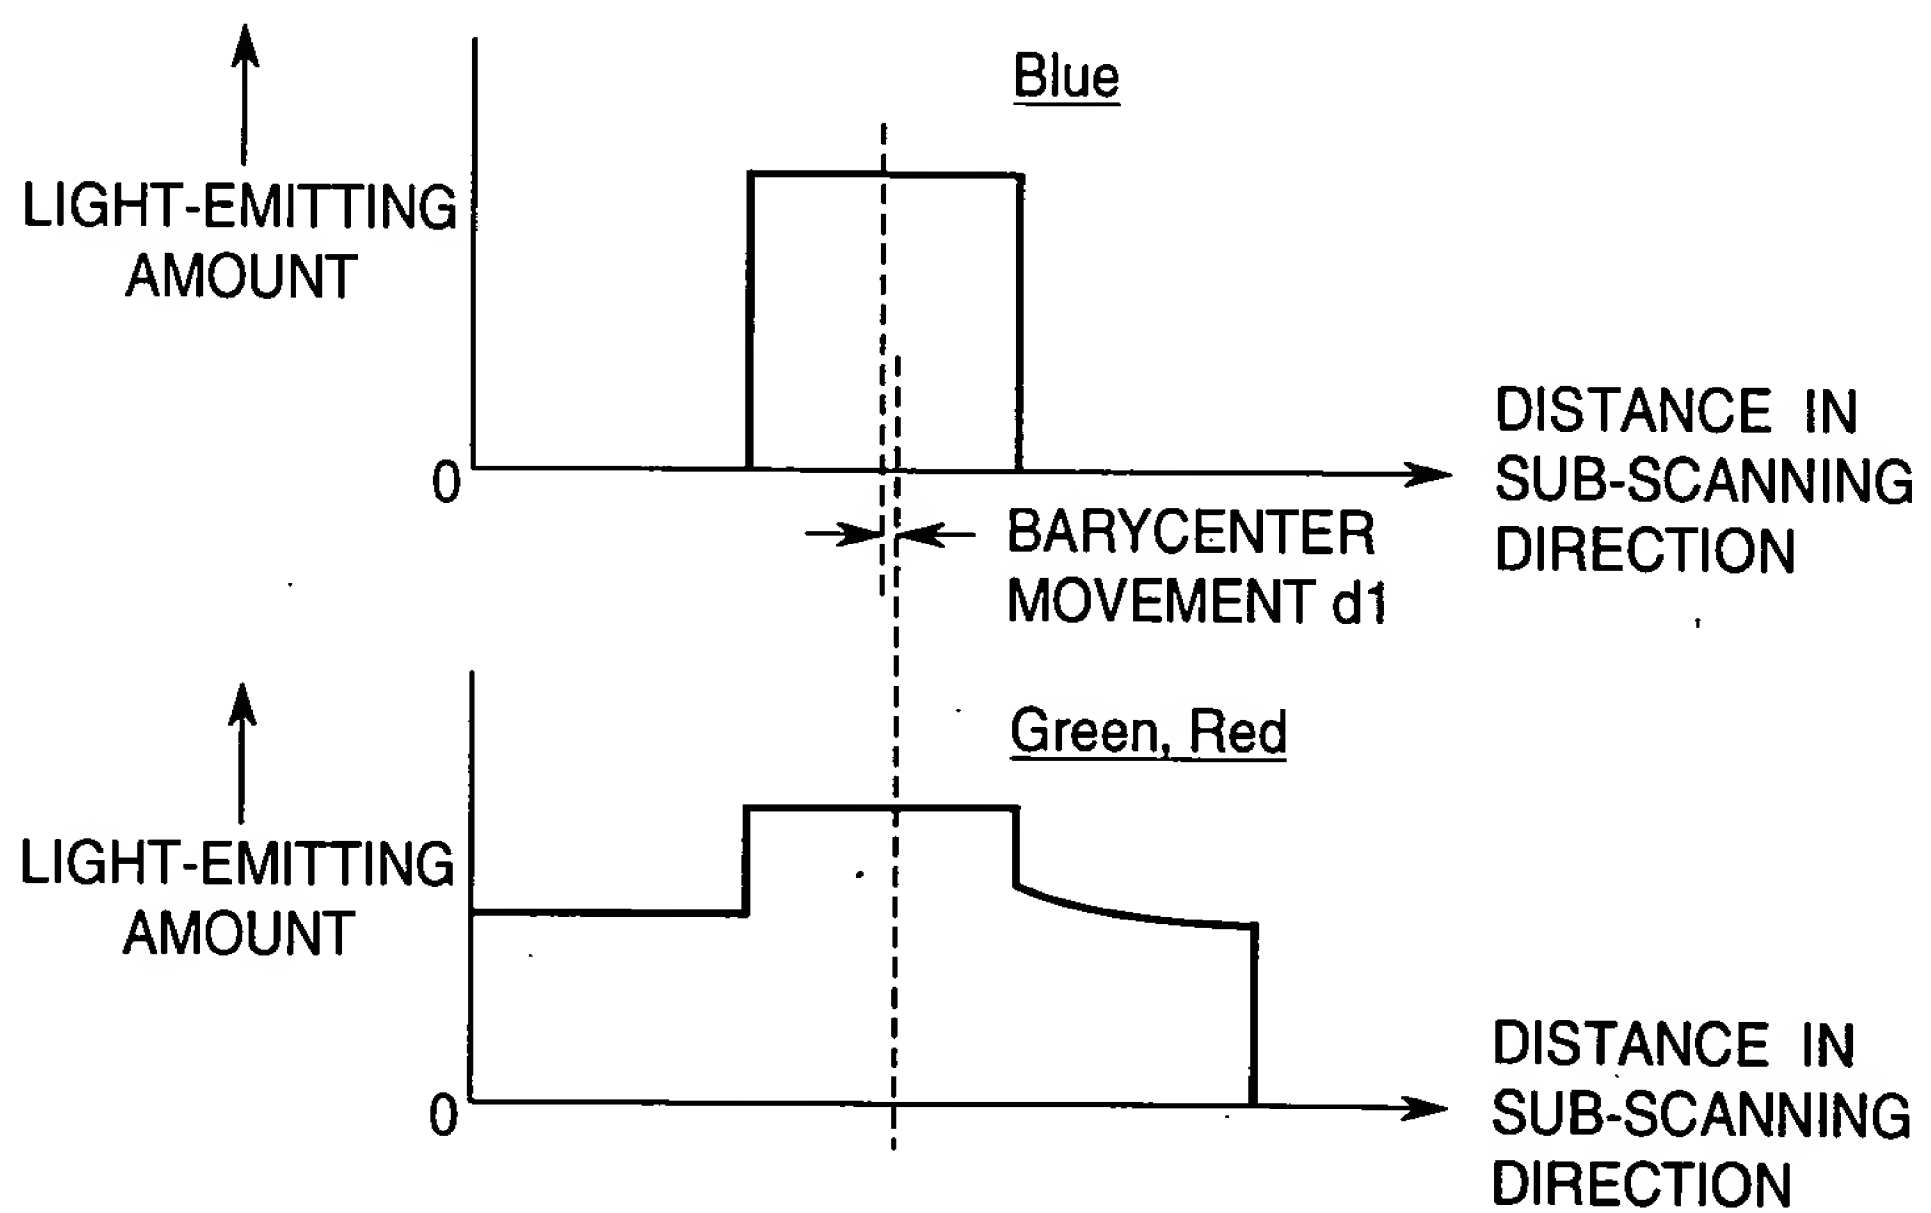 Blue
LIGHT-EMITTING
AMOUNT
0
DISTANCE IN
SUB-SCANNING
DIRECTION
BARYCENTER
MOVEMENT d1
Green, Red
LIGHT-EMITTING
AMOUNT
0
DISTANCE IN
SUB-SCANNING
DIRECTION